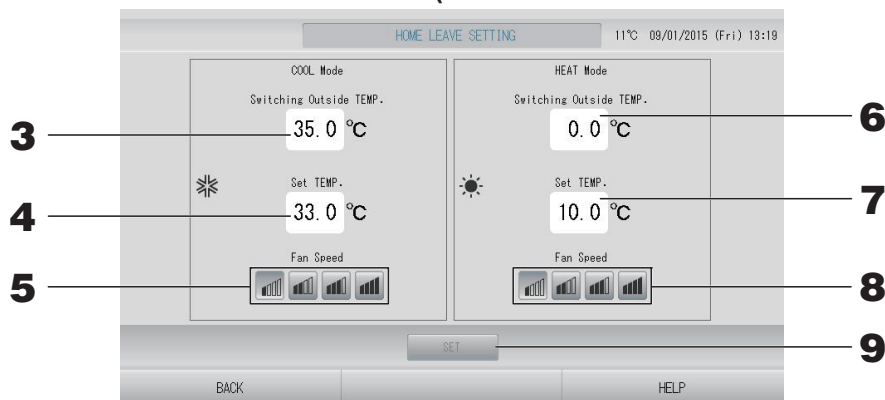 (
HOME LEAVE SETTING 11℃ 09/01/2015 (Fri) 13:19
COOL Mode
Switching Outside TEMP.
3 35.0 ℃
Set TEMP.
4 33.0 ℃
Fan Speed
5
HEAT Mode
Switching Outside TEMP.
0.0 ℃ 6
Set TEMP.
10.0 ℃ 7
Fan Speed
8
SET 9
BACK HELP